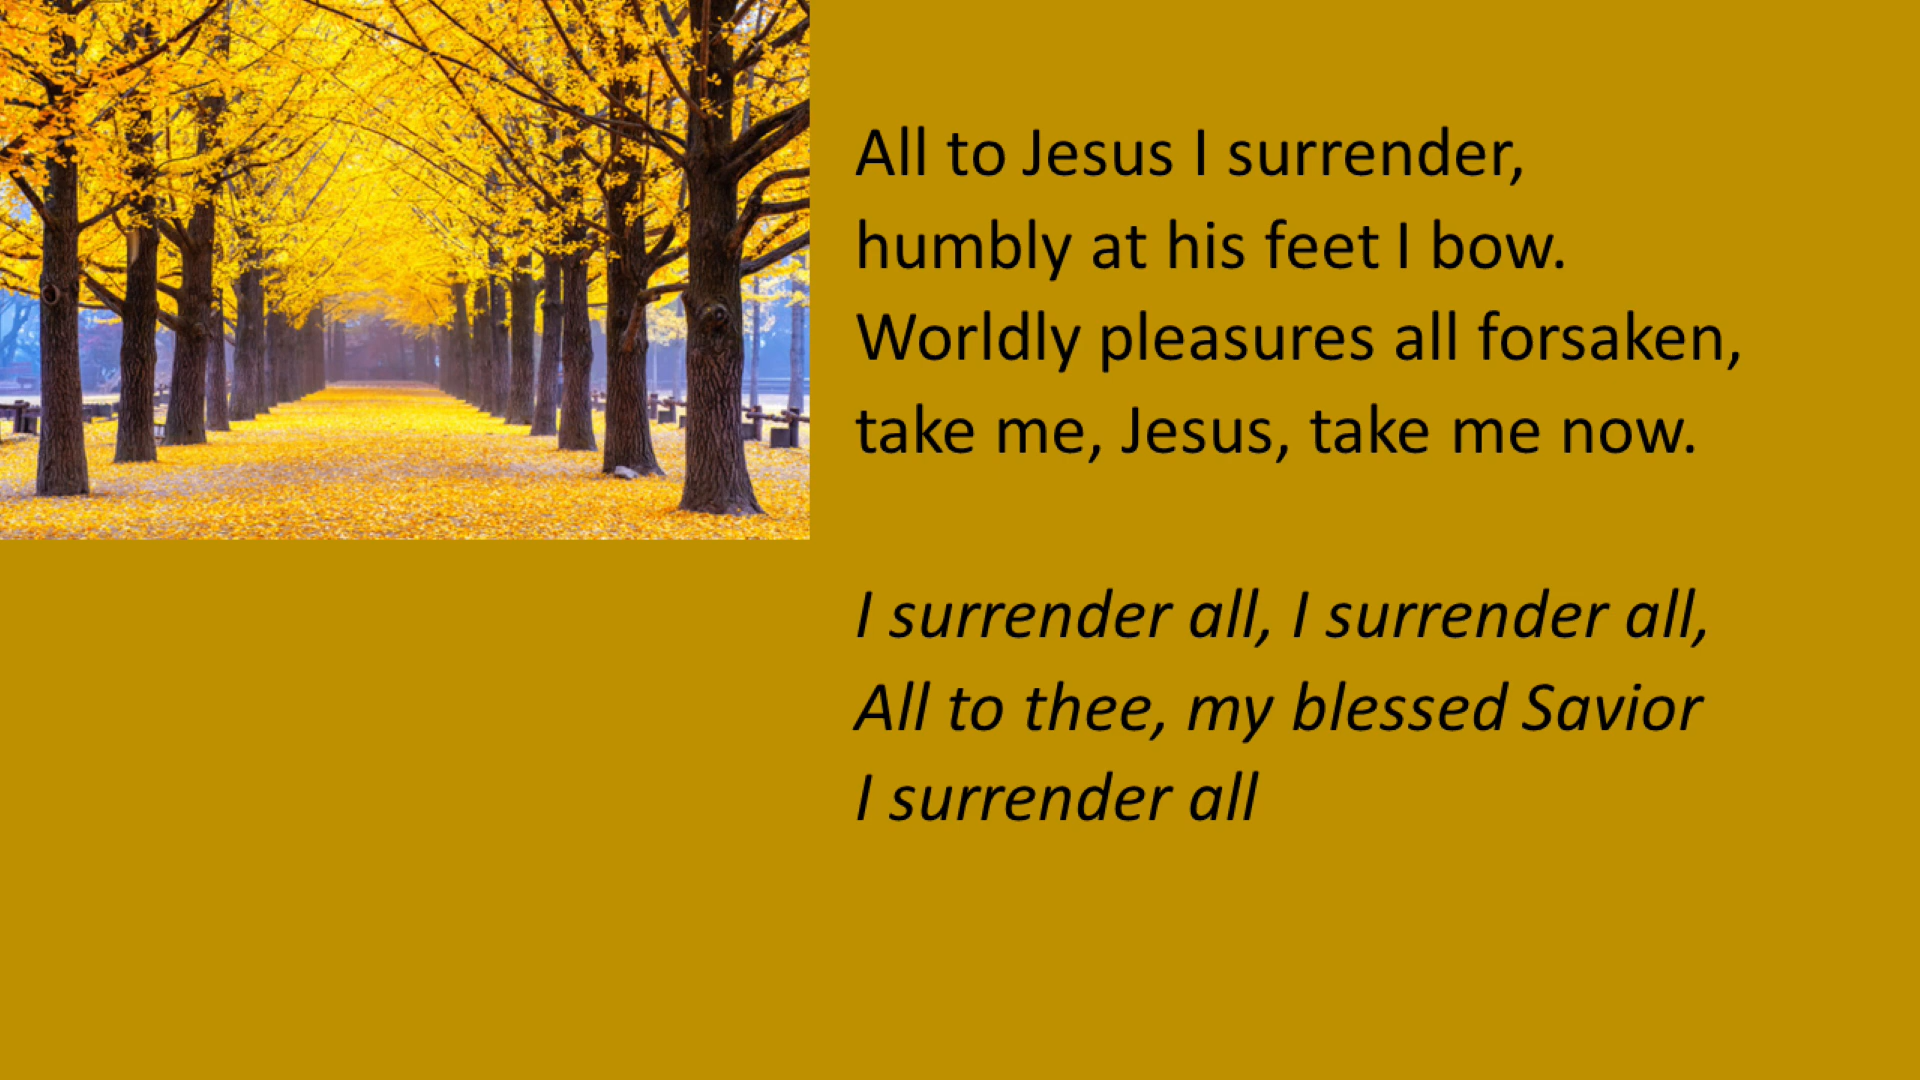 All to Jesus I surrender,
humbly at his feet I bow.
Worldly pleasures all forsaken,
take me, Jesus, take me now.
I surrender all, I surrender all,
All to thee, my blessed Savior
I surrender all